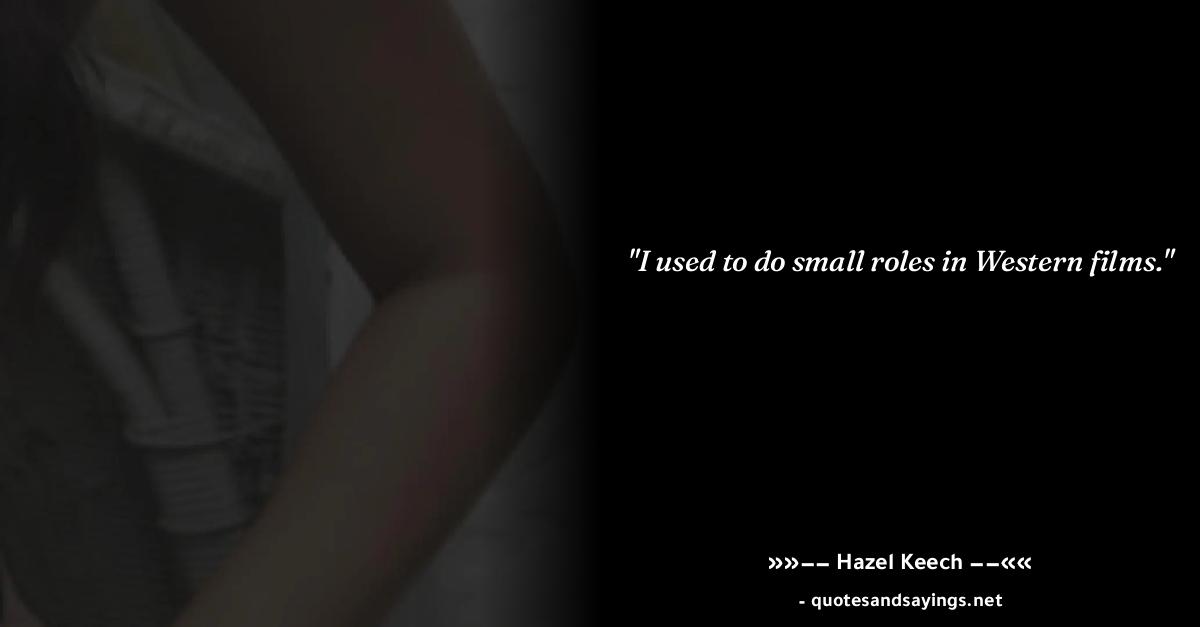 "I used to do small roles in Western films."
»»—— Hazel Keech ——««
- quotesandsayings.net